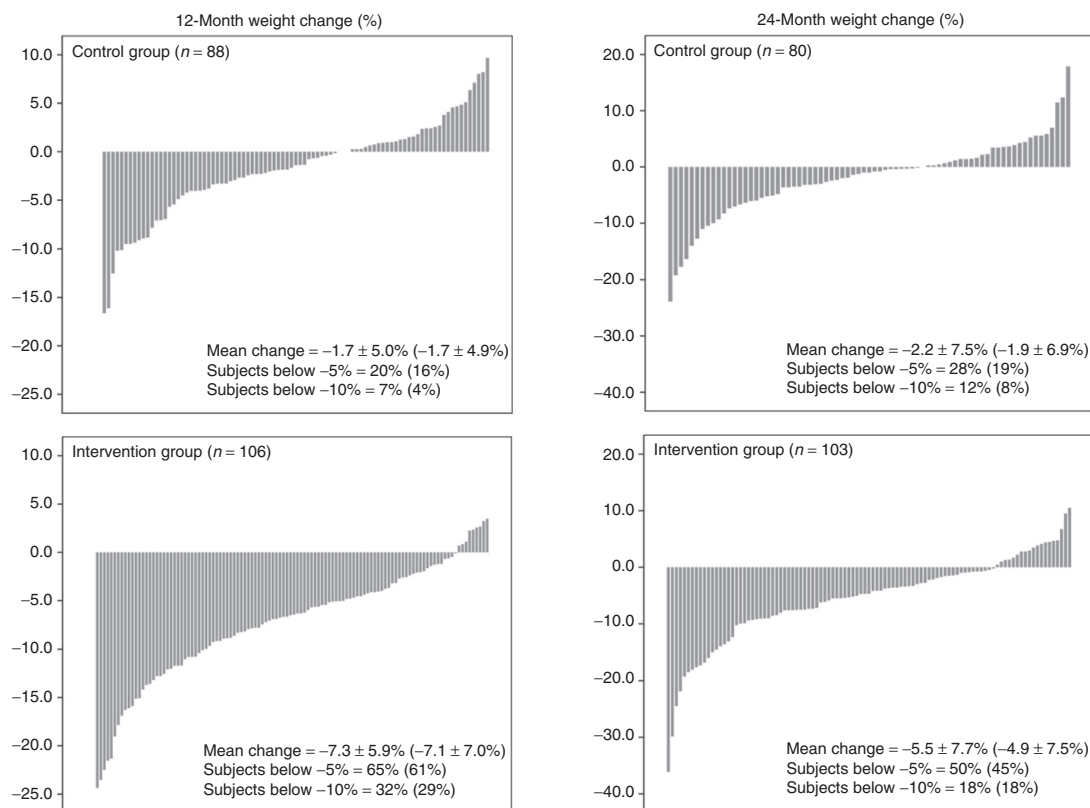 12-Month weight change (%)
10.0
5.0
0.0
−5.0
−10.0
−15.0
−20.0
−25.0
Control group (n = 88)
Mean change = −1.7 ± 5.0% (−1.7 ± 4.9%)
Subjects below −5% = 20% (16%)
Subjects below −10% = 7% (4%)
24-Month weight change (%)
20.0
10.0
0.0
−10.0
−20.0
−30.0
−40.0
Control group (n = 80)
Mean change = −2.2 ± 7.5% (−1.9 ± 6.9%)
Subjects below −5% = 28% (19%)
Subjects below −10% = 12% (8%)
10.0
5.0
0.0
−5.0
−10.0
−15.0
−20.0
−25.0
Intervention group (n = 106)
Mean change = −7.3 ± 5.9% (−7.1 ± 7.0%)
Subjects below −5% = 65% (61%)
Subjects below −10% = 32% (29%)
20.0
10.0
0.0
−10.0
−20.0
−30.0
−40.0
Intervention group (n = 103)
Mean change = −5.5 ± 7.7% (−4.9 ± 7.5%)
Subjects below −5% = 50% (45%)
Subjects below −10% = 18% (18%)